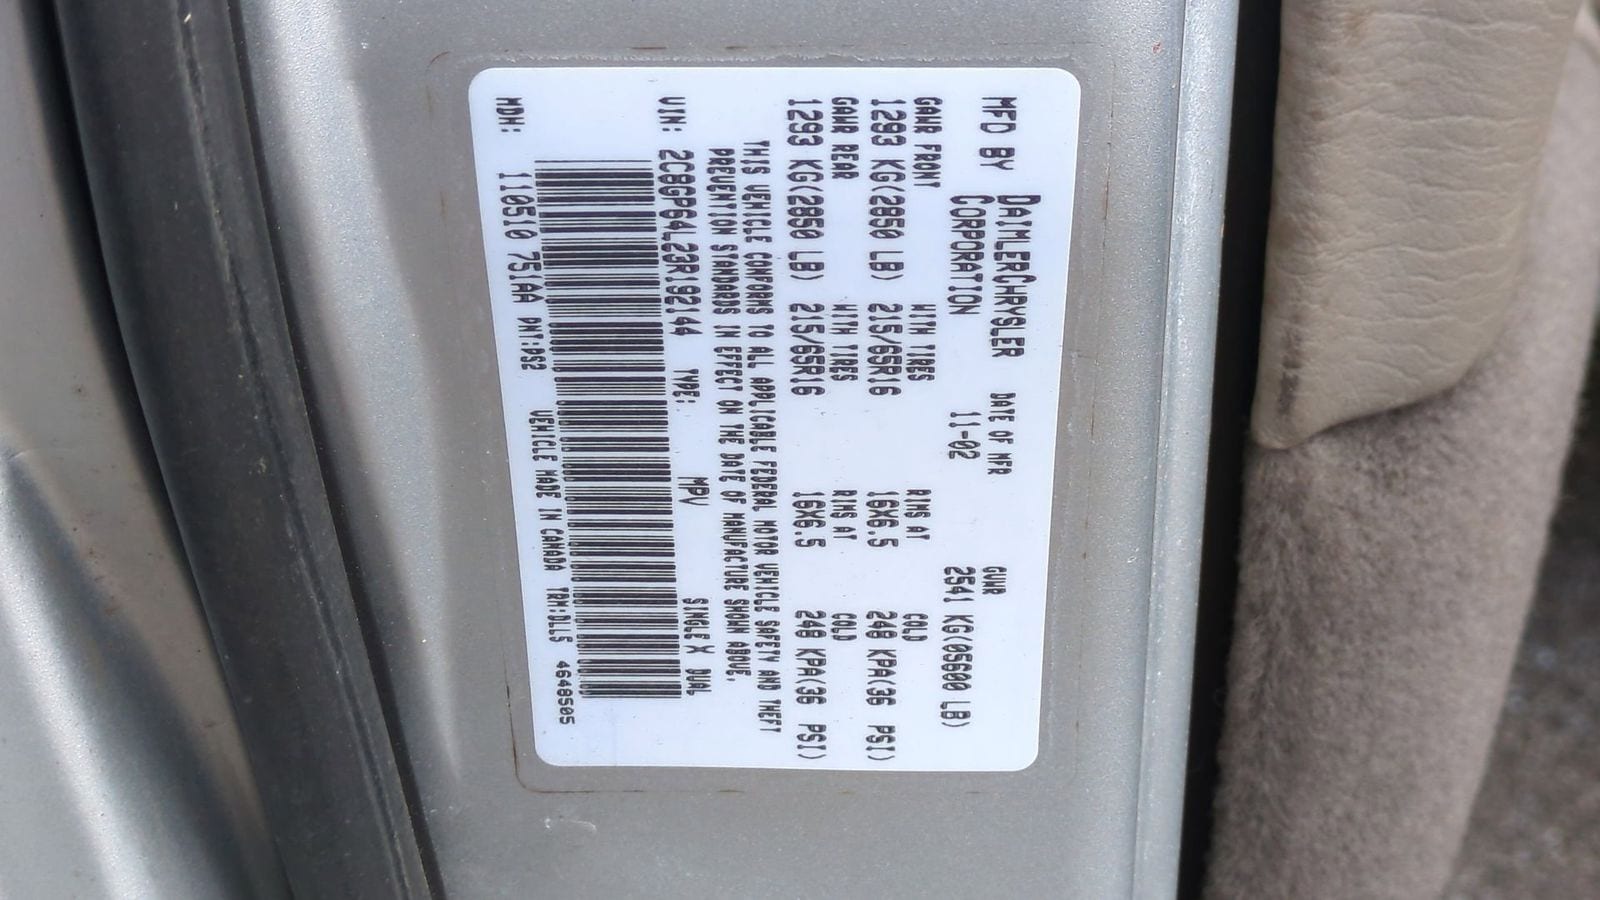 MFD BY DAIMLERCHRYSLER CORPORATION
DATE OF MFR 11-02
GVWR 2541 KG(05600 LB)
GAWR FRONT WITH TIRES RIMS AT COLD
1293 KG(2850 LB) 215/65R16 16X6.5 248 KPA(36 PSI)
GAWR REAR WITH TIRES RIMS AT COLD
1293 KG(2850 LB) 215/65R16 16X6.5 248 KPA(36 PSI)
THIS VEHICLE CONFORMS TO ALL APPLICABLE FEDERAL MOTOR VEHICLE SAFETY AND THEFT
PREVENTION STANDARDS IN EFFECT ON THE DATE OF MANUFACTURE SHOWN ABOVE.
VIN: 2C8GP64L23R192144 TYPE: MPV SINGLE X DUAL
MDH: 110510 751AA PNT:PS2 VEHICLE MADE IN CANADA TRM:DLL5 4648505